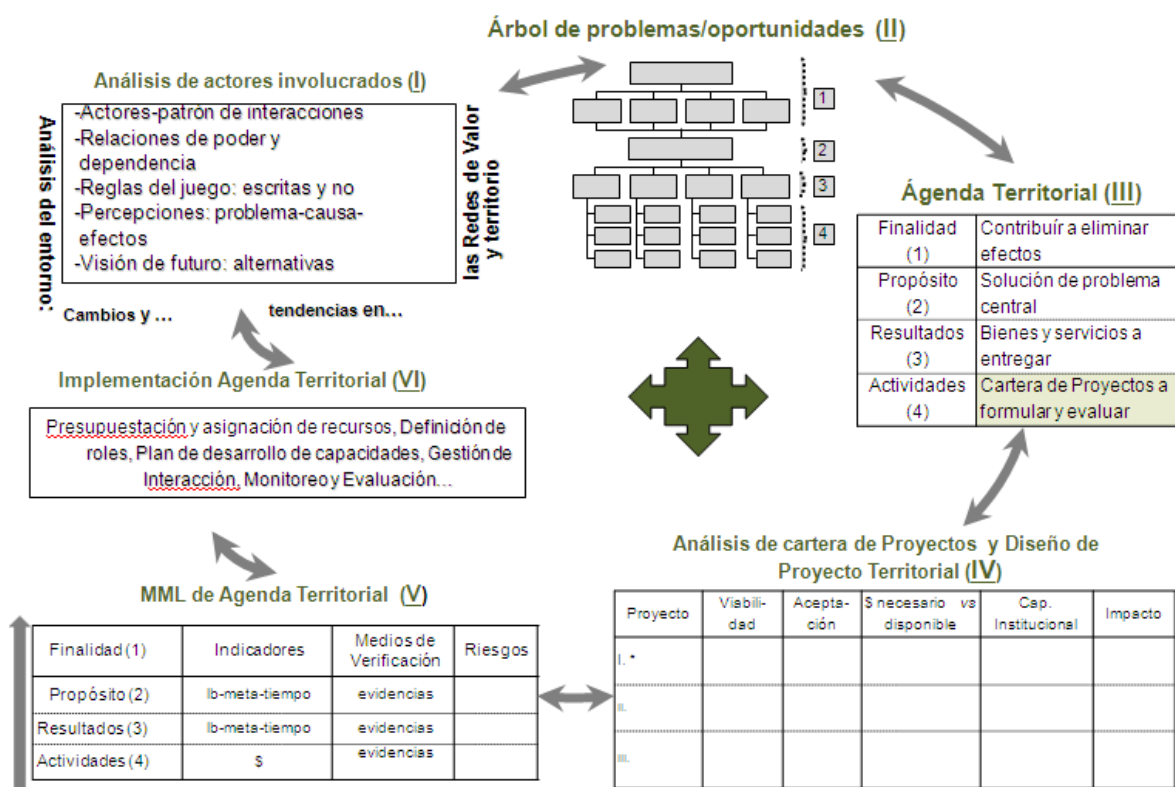 Árbol de problemas/oportunidades (II)
1
2
3
4
Análisis de actores involucrados (I)
Análisis del entorno:
-Actores-patrón de interacciones
-Relaciones de poder y
dependencia
-Reglas del juego: escritas y no
-Percepciones: problema-causa-
efectos
-Visión de futuro: alternativas
las Redes de Valor
y territorio
Cambios y ...
tendencias en...
Ágenda Territorial (III)
Finalidad
(1)
Contribuír a eliminar
efectos
Propósito
(2)
Solución de problema
central
Resultados
(3)
Bienes y servicios a
entregar
Actividades
(4)
Cartera de Proyectos a
formular y evaluar
Implementación Agenda Territorial (VI)
Presupuestación y asignación de recursos, Definición de
roles, Plan de desarrollo de capacidades, Gestión de
Interacción, Monitoreo y Evaluación...
Análisis de cartera de Proyectos y Diseño de
Proyecto Territorial (IV)
Proyecto
Viabili-
dad
Acepta-
ción
$ necesario vs
disponible
Cap.
Institucional
Impacto
I. *
II.
III.
MML de Agenda Territorial (V)
Finalidad (1)
Indicadores
Medios de
Verificación
Riesgos
Propósito (2)
lb-meta-tiempo
evidencias
Resultados (3)
lb-meta-tiempo
evidencias
Actividades (4)
$
evidencias